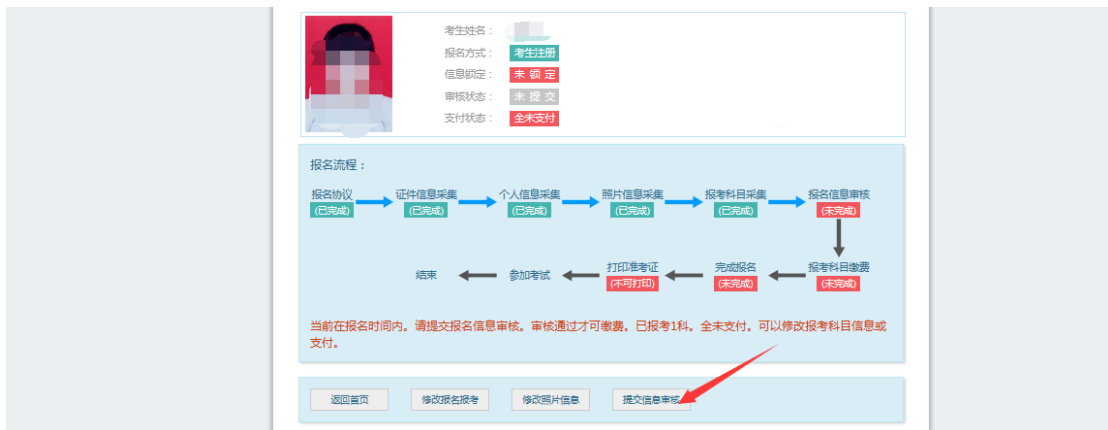 考生姓名：
报名方式： 考生注册
信息锁定： 未 锁 定
审核状态： 未 提 交
支付状态： 全未支付
报名流程：
报名协议 证件信息采集 个人信息采集 照片信息采集 报考科目采集 报名信息审核
(已完成) (已完成) (已完成) (已完成) (已完成) (未完成)
结束 参加考试 打印准考证 完成报名 报考科目缴费
(不可打印) (未完成) (未完成)
当前在报名时间内。请提交报名信息审核。审核通过才可缴费。已报考1科。全未支付。可以修改报考科目信息或
支付。
返回首页 修改报名报考 修改照片信息 提交信息审核